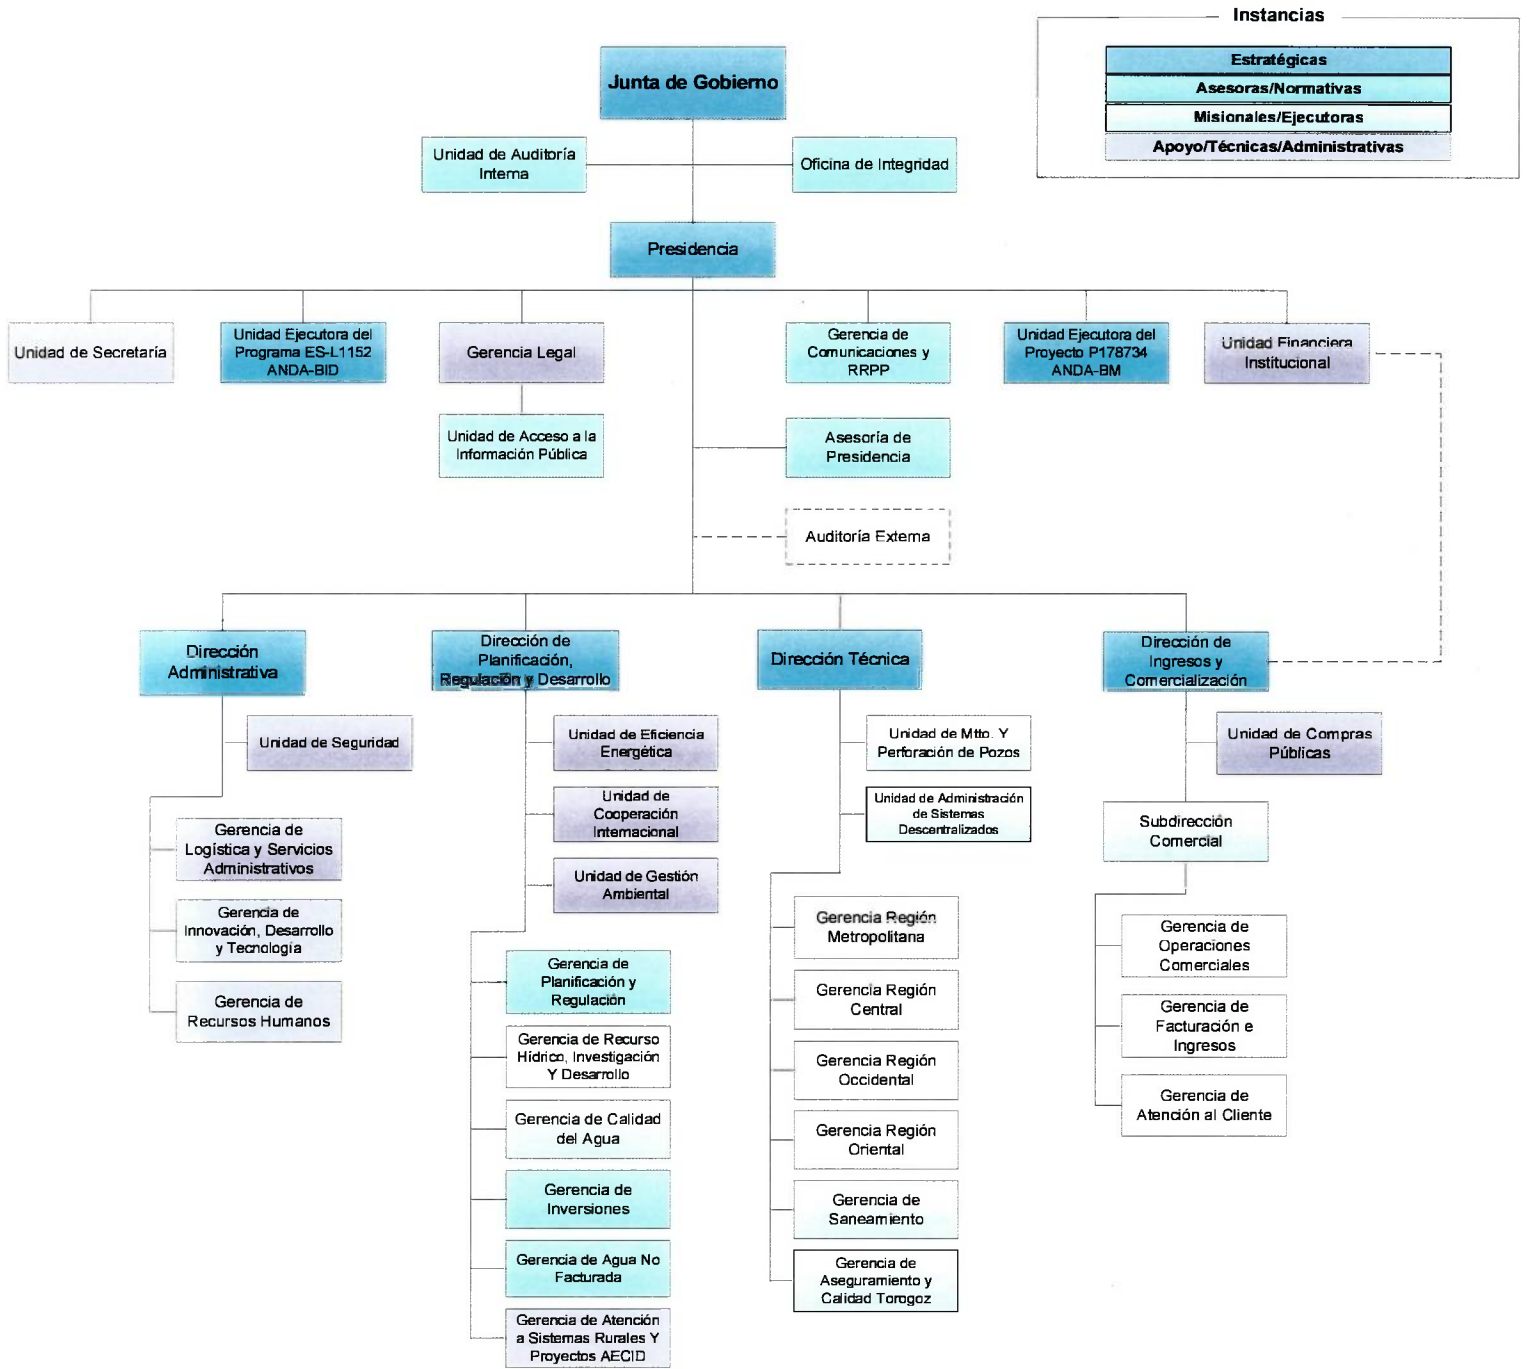 Instancias
Estratégicas
Asesoras/Normativas
Misionales/Ejecutoras
Apoyo/Técnicas/Administrativas
Junta de Gobierno
Unidad de Auditoría
Interna
Oficina de Integridad
Presidencia
Unidad de Secretaría
Unidad Ejecutora del
Programa ES-L1152
ANDA-BID
Gerencia Legal
Gerencia de
Comunicaciones y
RRPP
Unidad Ejecutora del
Proyecto P178734
ANDA-BM
Unidad Financiera
Institucional
Unidad de Acceso a la
Información Pública
Asesoría de
Presidencia
Auditoría Externa
Dirección
Administrativa
Dirección de
Planificación,
Regulación y Desarrollo
Dirección Técnica
Dirección de
Ingresos y
Comercialización
Unidad de Seguridad
Gerencia de
Logística y Servicios
Administrativos
Gerencia de
Innovación, Desarrollo
y Tecnología
Gerencia de
Recursos Humanos
Unidad de Eficiencia
Energética
Unidad de
Cooperación
Internacional
Unidad de Gestión
Ambiental
Gerencia de
Planificación y
Regulación
Gerencia de Recurso
Hídrico, Investigación
Y Desarrollo
Gerencia de Calidad
del Agua
Gerencia de
Inversiones
Gerencia de Agua No
Facturada
Gerencia de Atención
a Sistemas Rurales Y
Proyectos AECID
Unidad de Mtto. Y
Perforación de Pozos
Unidad de Administración
de Sistemas
Descentralizados
Gerencia Región
Metropolitana
Gerencia Región
Central
Gerencia Región
Occidental
Gerencia Región
Oriental
Gerencia de
Saneamiento
Gerencia de
Aseguramiento y
Calidad Torogoz
Unidad de Compras
Públicas
Subdirección
Comercial
Gerencia de
Operaciones
Comerciales
Gerencia de
Facturación e
Ingresos
Gerencia de
Atención al Cliente